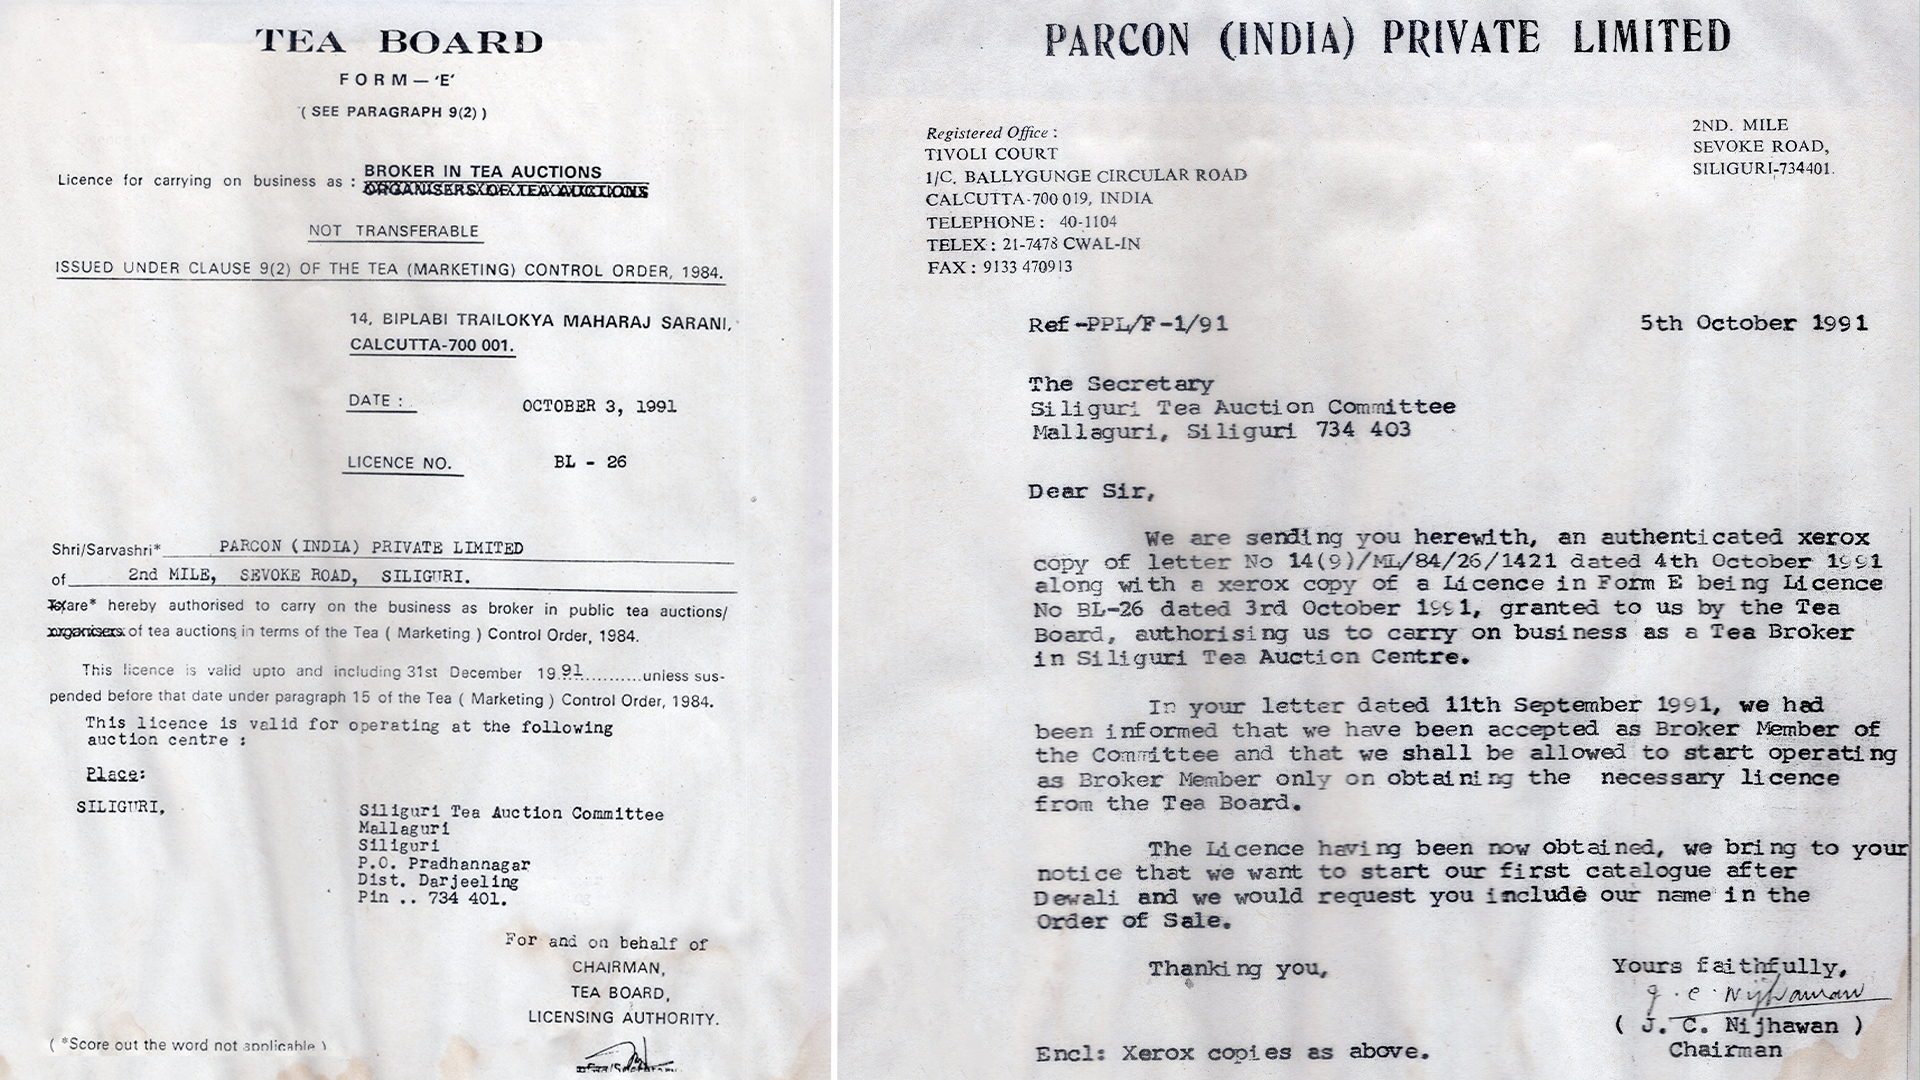 TEA BOARD
FORM—'E'
( SEE PARAGRAPH 9(2) )
Licence for carrying on business as :
BROKER IN TEA AUCTIONS
ORGANISERS OF TEA AUCTIONS
NOT TRANSFERABLE
ISSUED UNDER CLAUSE 9(2) OF THE TEA (MARKETING) CONTROL ORDER, 1984.
14, BIPLABI TRAILOKYA MAHARAJ SARANI,
CALCUTTA-700 001.
DATE : OCTOBER 3, 1991
LICENCE NO. BL - 26
Shri/Sarvashri* PARCON (INDIA) PRIVATE LIMITED
of 2nd MILE, SEVOKE ROAD, SILIGURI.
are* hereby authorised to carry on the business as broker in public tea auctions/
organisers of tea auctions in terms of the Tea ( Marketing ) Control Order, 1984.
This licence is valid upto and including 31st December 19.91............unless sus-
pended before that date under paragraph 15 of the Tea ( Marketing ) Control Order, 1984.
This licence is valid for operating at the following
auction centre :
Place:
SILIGURI,
Siliguri Tea Auction Committee
Mallaguri
Siliguri
P.O. Pradhannagar
Dist. Darjeeling
Pin .. 734 401.
For and on behalf of
CHAIRMAN,
TEA BOARD,
LICENSING AUTHORITY.
( *Score out the word not applicable )
PARCON (INDIA) PRIVATE LIMITED
Registered Office :
TIVOLI COURT
1/C. BALLYGUNGE CIRCULAR ROAD
CALCUTTA-700 019, INDIA
TELEPHONE : 40-1104
TELEX : 21-7478 CWAL-IN
FAX : 9133 470913
2ND. MILE
SEVOKE ROAD,
SILIGURI-734401.
Ref-PPL/F-1/91
5th October 1991
The Secretary
Siliguri Tea Auction Committee
Mallaguri, Siliguri 734 403
Dear Sir,
We are sending you herewith, an authenticated xerox
copy of letter No 14(9)/ML/84/26/1421 dated 4th October 1991
along with a xerox copy of a Licence in Form E being Licence
No BL-26 dated 3rd October 1991, granted to us by the Tea
Board, authorising us to carry on business as a Tea Broker
in Siliguri Tea Auction Centre.
In your letter dated 11th September 1991, we had
been informed that we have been accepted as Broker Member of
the Committee and that we shall be allowed to start operating
as Broker Member only on obtaining the necessary licence
from the Tea Board.
The Licence having been now obtained, we bring to your
notice that we want to start our first catalogue after
Dewali and we would request you include our name in the
Order of Sale.
Thanking you,
Yours faithfully,
J. C. Nijhawan
( J. C. Nijhawan )
Chairman
Encl: Xerox copies as above.